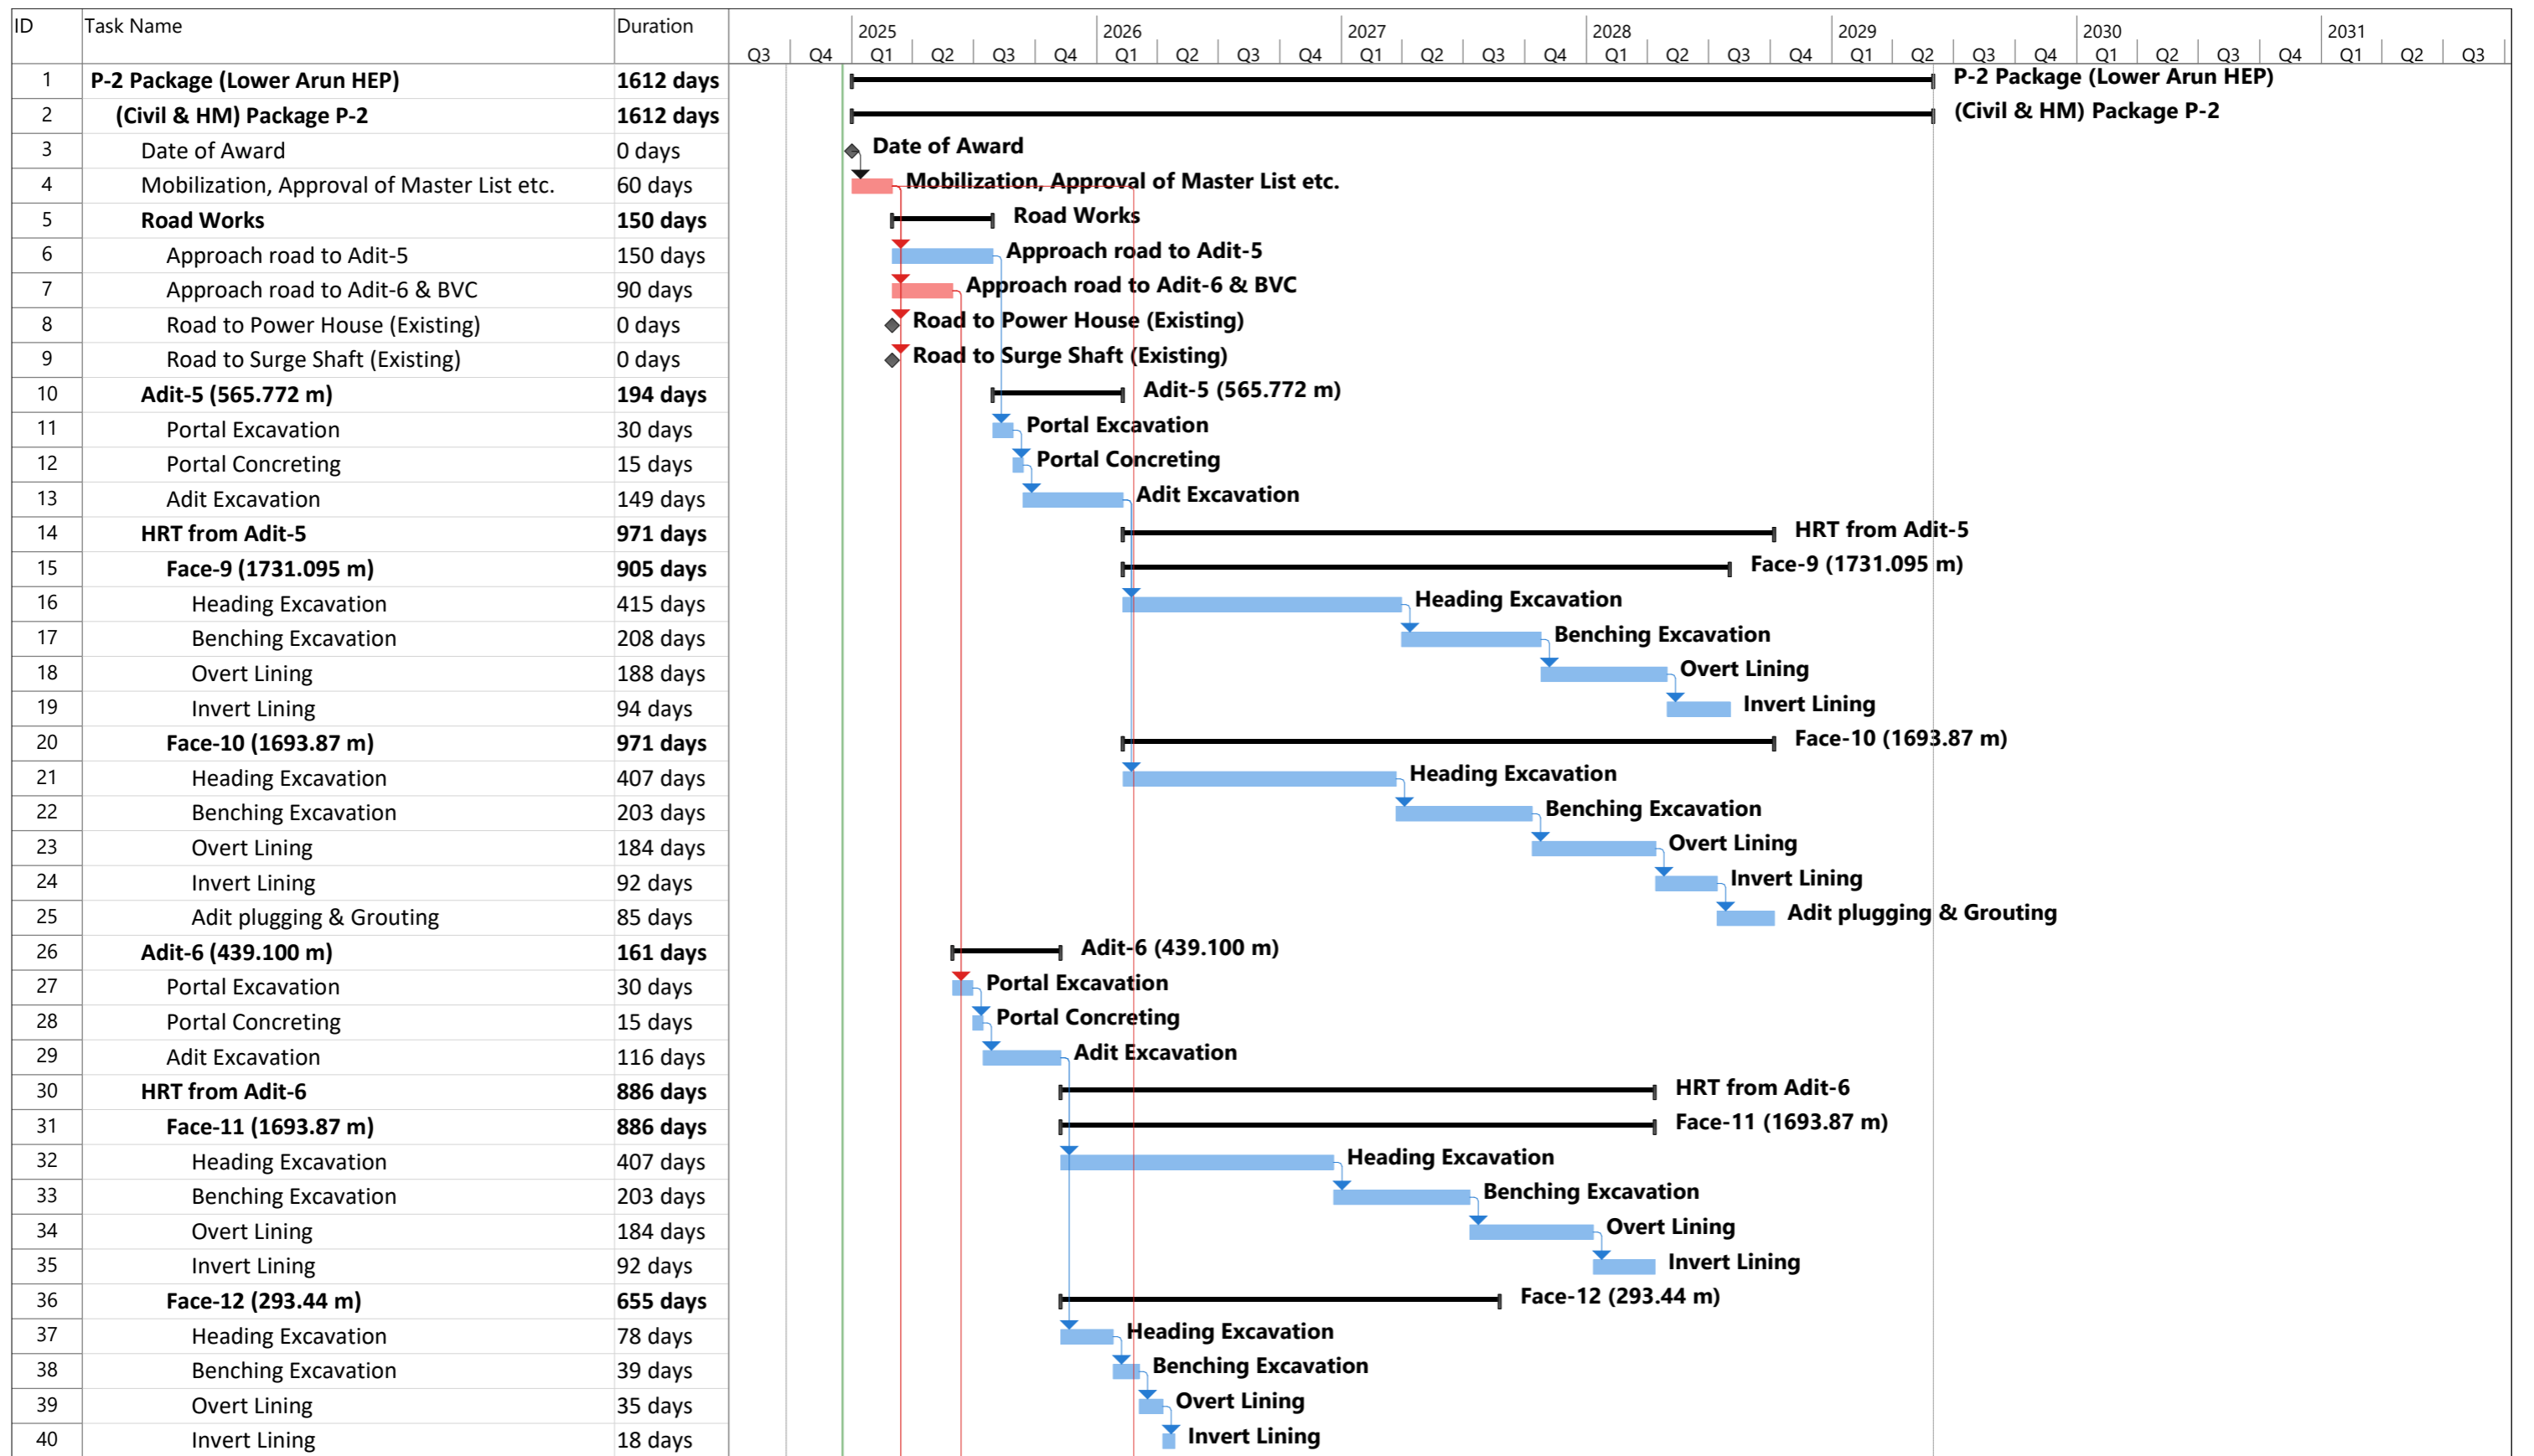 ID Task Name Duration 2025 2026 2027 2028 2029 2030 2031
Q3 Q4 Q1 Q2 Q3 Q4 Q1 Q2 Q3 Q4 Q1 Q2 Q3 Q4 Q1 Q2 Q3 Q4 Q1 Q2 Q3 Q4 Q1 Q2 Q3 Q4 Q1 Q2 Q3
1 P-2 Package (Lower Arun HEP) 1612 days P-2 Package (Lower Arun HEP)
2 (Civil & HM) Package P-2 1612 days (Civil & HM) Package P-2
3 Date of Award 0 days Date of Award
4 Mobilization, Approval of Master List etc. 60 days Mobilization, Approval of Master List etc.
5 Road Works 150 days Road Works
6 Approach road to Adit-5 150 days Approach road to Adit-5
7 Approach road to Adit-6 & BVC 90 days Approach road to Adit-6 & BVC
8 Road to Power House (Existing) 0 days Road to Power House (Existing)
9 Road to Surge Shaft (Existing) 0 days Road to Surge Shaft (Existing)
10 Adit-5 (565.772 m) 194 days Adit-5 (565.772 m)
11 Portal Excavation 30 days Portal Excavation
12 Portal Concreting 15 days Portal Concreting
13 Adit Excavation 149 days Adit Excavation
14 HRT from Adit-5 971 days HRT from Adit-5
15 Face-9 (1731.095 m) 905 days Face-9 (1731.095 m)
16 Heading Excavation 415 days Heading Excavation
17 Benching Excavation 208 days Benching Excavation
18 Overt Lining 188 days Overt Lining
19 Invert Lining 94 days Invert Lining
20 Face-10 (1693.87 m) 971 days Face-10 (1693.87 m)
21 Heading Excavation 407 days Heading Excavation
22 Benching Excavation 203 days Benching Excavation
23 Overt Lining 184 days Overt Lining
24 Invert Lining 92 days Invert Lining
25 Adit plugging & Grouting 85 days Adit plugging & Grouting
26 Adit-6 (439.100 m) 161 days Adit-6 (439.100 m)
27 Portal Excavation 30 days Portal Excavation
28 Portal Concreting 15 days Portal Concreting
29 Adit Excavation 116 days Adit Excavation
30 HRT from Adit-6 886 days HRT from Adit-6
31 Face-11 (1693.87 m) 886 days Face-11 (1693.87 m)
32 Heading Excavation 407 days Heading Excavation
33 Benching Excavation 203 days Benching Excavation
34 Overt Lining 184 days Overt Lining
35 Invert Lining 92 days Invert Lining
36 Face-12 (293.44 m) 655 days Face-12 (293.44 m)
37 Heading Excavation 78 days Heading Excavation
38 Benching Excavation 39 days Benching Excavation
39 Overt Lining 35 days Overt Lining
40 Invert Lining 18 days Invert Lining